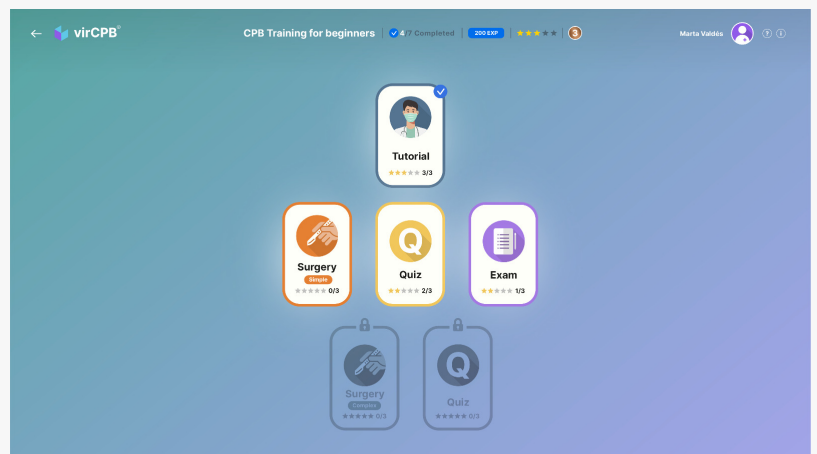 virCPB®
CPB Training for beginners
4/7 Completed
200 EXP
3
Marta Valdés
?
i
Tutorial
3/3
Surgery
Simple
0/3
Q
Quiz
2/3
Exam
1/3
Surgery
Complex
0/3
Q
Quiz
0/3